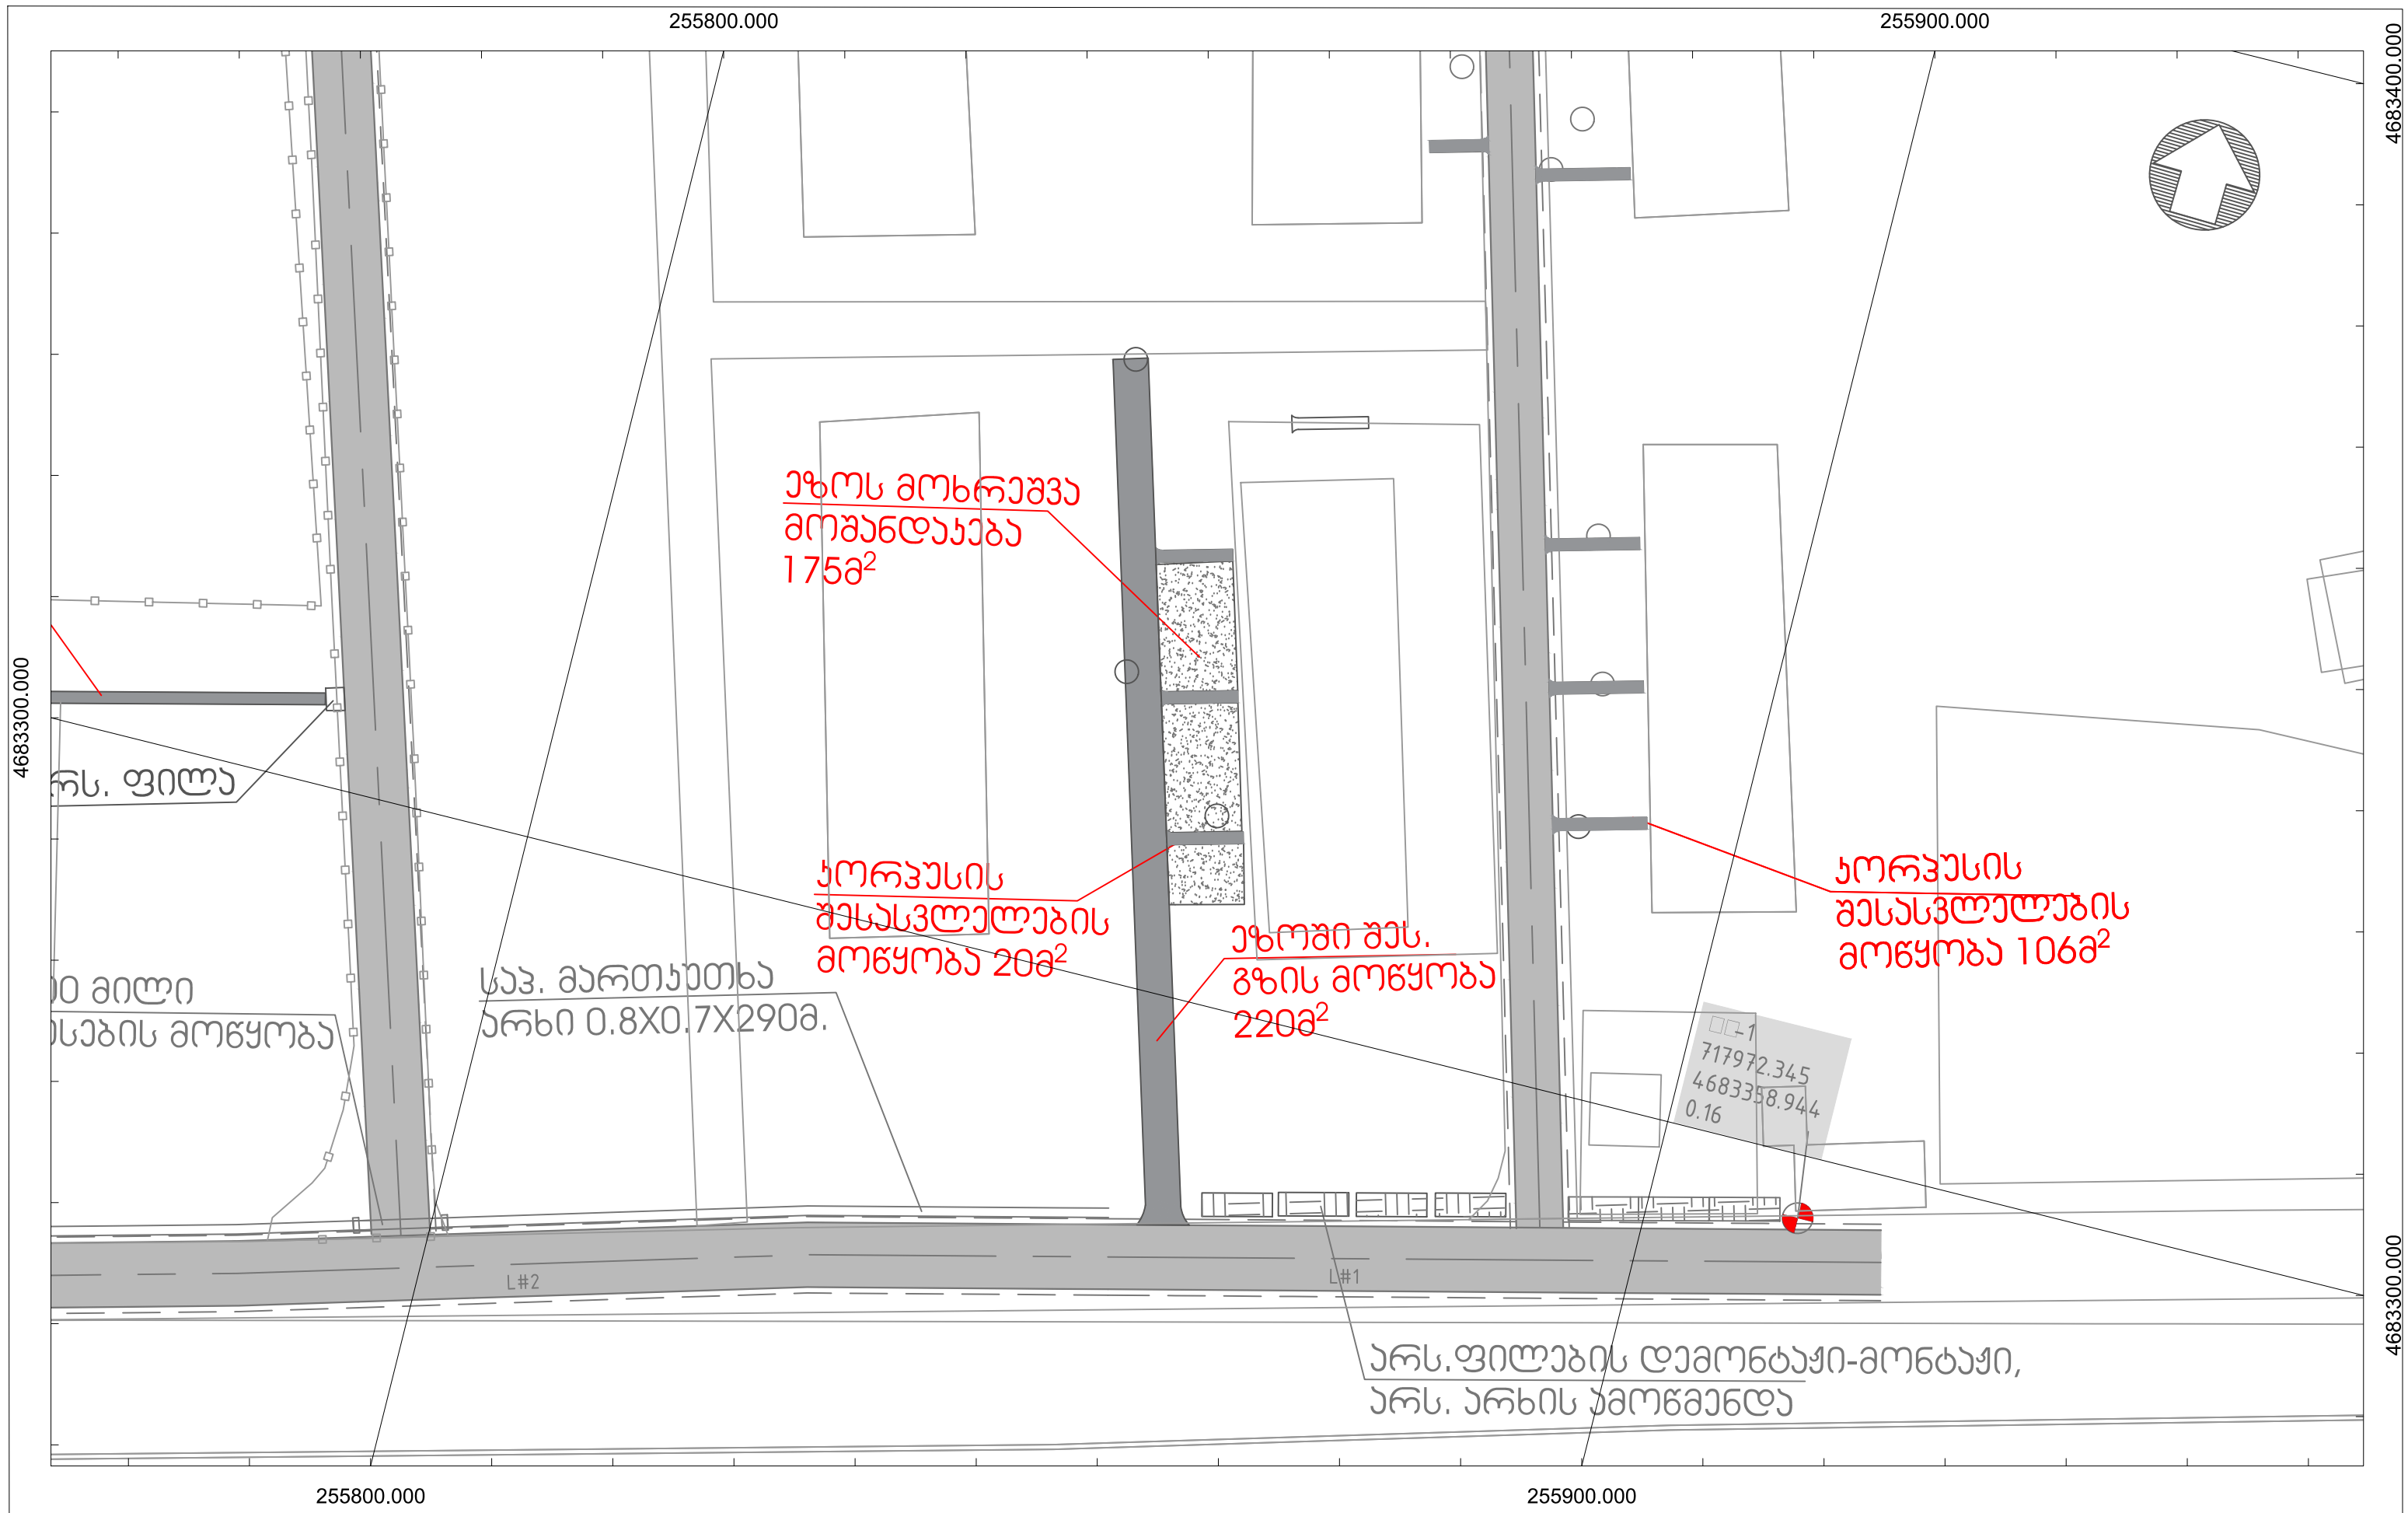 255800.000
255900.000
4683400.000
ეზოს მოხრეშვა
მოშანდაკება
175მ²
4683300.000
რს. ფილა
კორპუსის
შესასვლელების
მოწყობა 20მ²
კორპუსის
შესასვლელების
მოწყობა 106მ²
ეზოში შეს.
გზის მოწყობა
220მ²
მილი
მოწყობა
საპ. მართკუთხა
არხი 0.8X0.7X290მ.
-1
717972.345
4683358.944
0.16
L#2
L#1
4683300.000
არს.ფილების დემონტაჟი-მონტაჟი,
არს. არხის ამოწმენდა
255800.000
255900.000